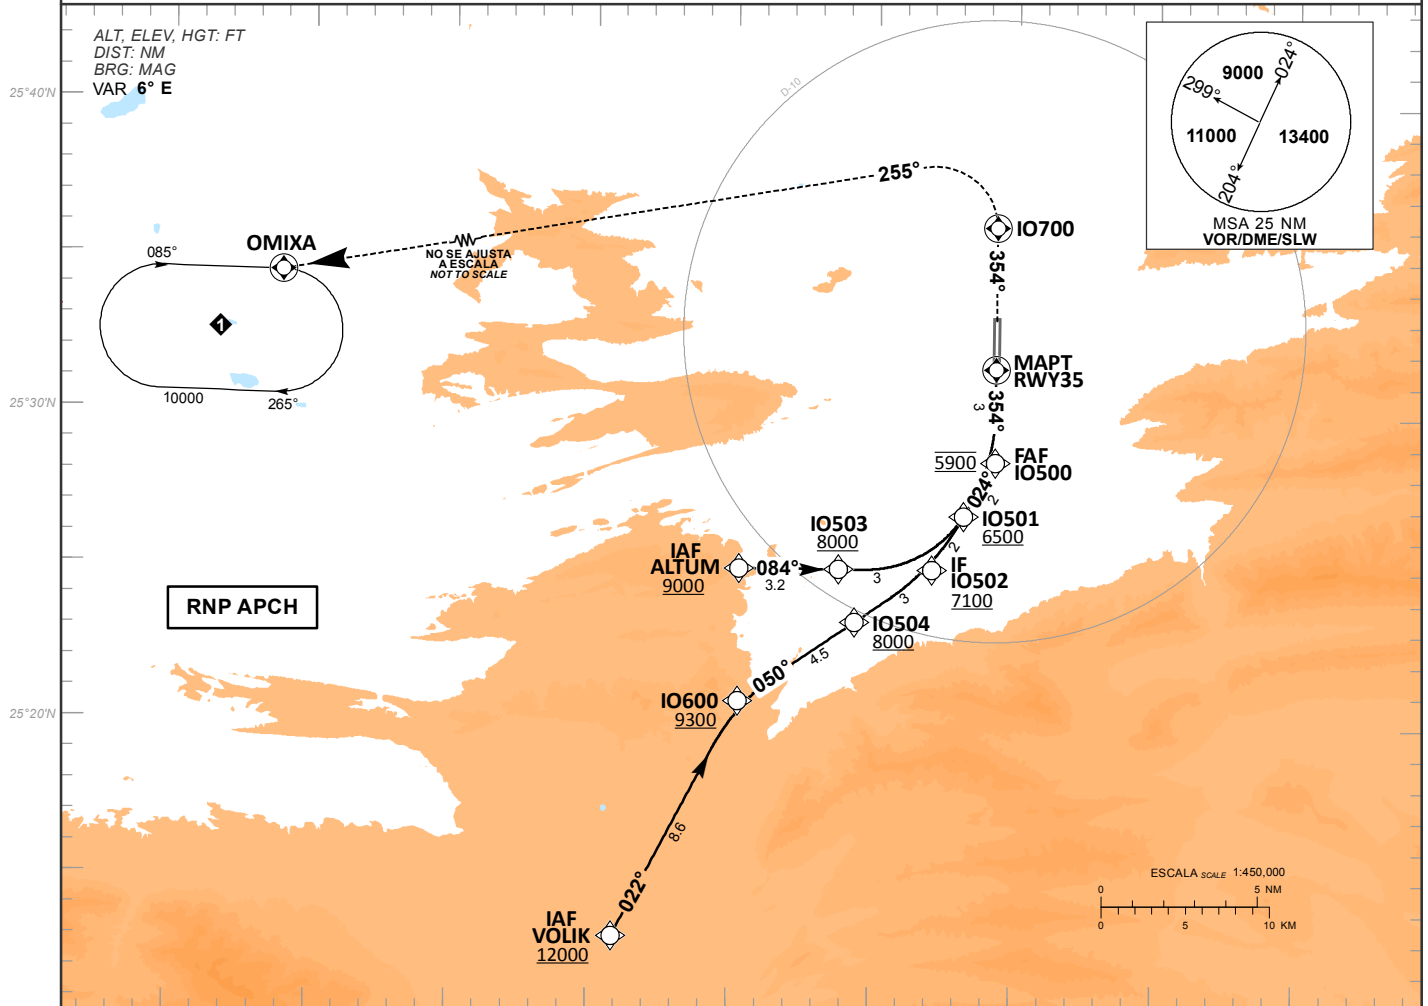 ALT, ELEV, HGT: FT
DIST: NM
BRG: MAG
VAR 6° E
25°40'N
25°30'N
25°20'N
D-10
9000
024°
299°
11000
13400
204°
MSA 25 NM
VOR/DME/SLW
255°
IO700
354°
OMIXA
085°
1
10000
265°
NO SE AJUSTA
A ESCALA
NOT TO SCALE
MAPT
RWY35
354°
3
5900
FAF
IO500
024°
2
IO501
6500
IO503
8000
2
IAF
ALTUM
9000
084°
3.2
3
IF
IO502
7100
3
IO504
8000
4.5
RNP APCH
050°
IO600
9300
8.6
022°
IAF
VOLIK
12000
ESCALA SCALE 1:450,000
0 5 NM
0 5 10 KM